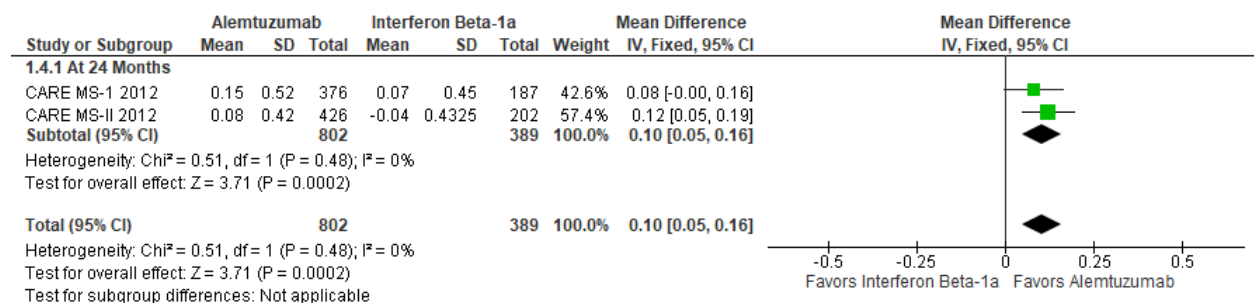 Alemtuzumab Interferon Beta-1a Mean Difference Mean Difference
Study or Subgroup Mean SD Total Mean SD Total Weight IV, Fixed, 95% CI IV, Fixed, 95% CI
1.4.1 At 24 Months
CARE MS-1 2012 0.15 0.52 376 0.07 0.45 187 42.6% 0.08 [-0.00, 0.16]
CARE MS-II 2012 0.08 0.42 426 -0.04 0.4325 202 57.4% 0.12 [0.05, 0.19]
Subtotal (95% CI) 802 389 100.0% 0.10 [0.05, 0.16]
Heterogeneity: Chi² = 0.51, df = 1 (P = 0.48); I² = 0%
Test for overall effect: Z = 3.71 (P = 0.0002)
Total (95% CI) 802 389 100.0% 0.10 [0.05, 0.16]
Heterogeneity: Chi² = 0.51, df = 1 (P = 0.48); I² = 0%
Test for overall effect: Z = 3.71 (P = 0.0002)
Test for subgroup differences: Not applicable
-0.5 -0.25 0 0.25 0.5
Favors Interferon Beta-1a Favors Alemtuzumab